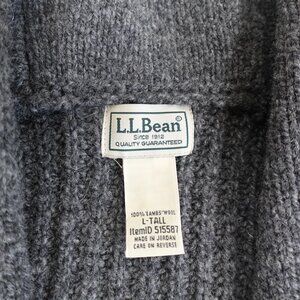 L.L.Bean®
SINCE 1912
QUALITY GUARANTEED
100% LAMBS' WOOL
L-TALL
ItemID 515587
MADE IN JORDAN
CARE ON REVERSE